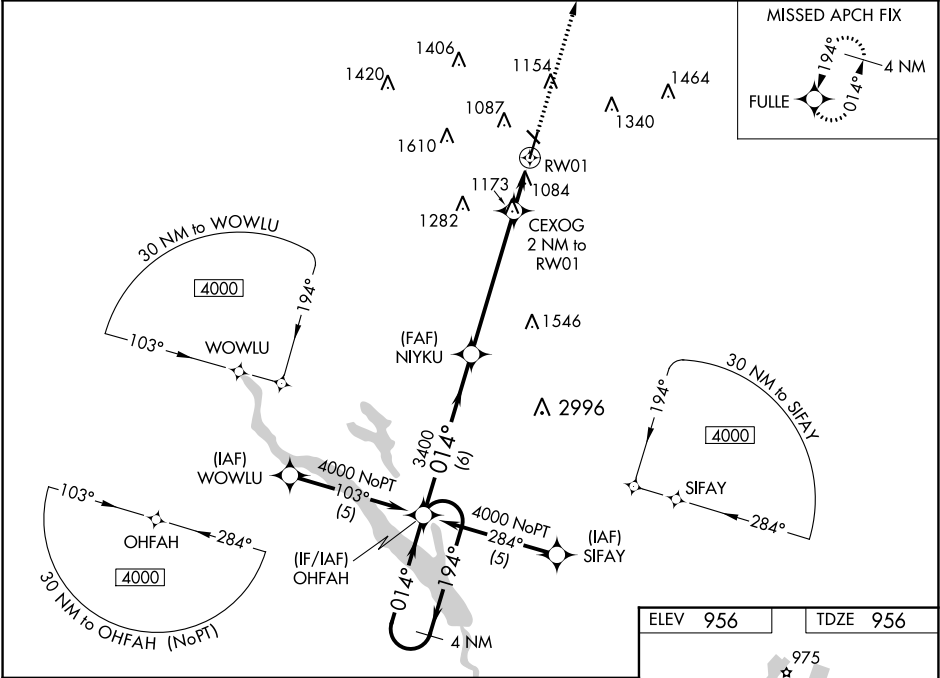 MISSED APCH FIX
194°
4 NM
FULLE
014°
1406
1420
1154
1464
1087
1340
1610
RW01
1173
1084
1282
CEXOG
2 NM to
RW01
30 NM to WOWLU
4000
194°
103°
WOWLU
(FAF)
NIYKU
1546
2996
30 NM to SIFAY
194°
4000
SIFAY
284°
3400
014°
(6)
(IAF)
WOWLU
4000 NoPT
103°
(5)
4000 NoPT
284°
(5)
(IAF)
SIFAY
103°
OHFAH
284°
4000
30 NM to OHFAH (NoPT)
(IF/IAF)
OHFAH
014°
194°
4 NM
ELEV 956
TDZE 956
975